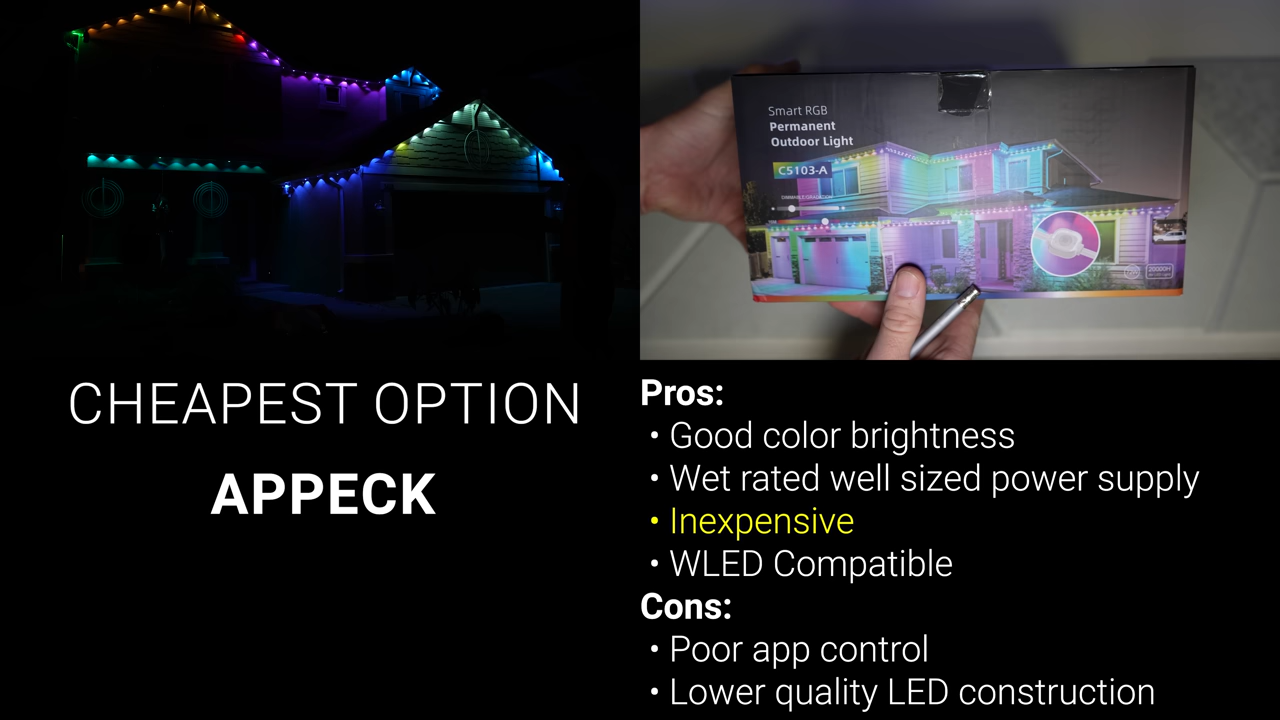 Smart RGB
Permanent
Outdoor Light
C5103-A
20000H
CHEAPEST OPTION
APPECK
Pros:
• Good color brightness
• Wet rated well sized power supply
• Inexpensive
• WLED Compatible
Cons:
• Poor app control
• Lower quality LED construction